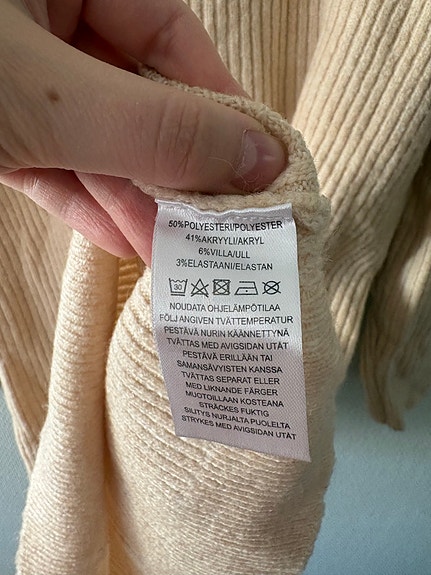 50%POLYESTERI/POLYESTER
41%AKRYYLI/AKRYL
6%VILLA/ULL
3%ELASTAANI/ELASTAN
30
NOUDATA OHJELÄMPÖTILAA
FÖLJ ANGIVEN TVÄTTEMPERATUR
PESTÄVÄ NURIN KÄÄNNETTYNÄ
TVÄTTAS MED AVIGSIDAN UTÅT
PESTÄVÄ ERILLÄÄN TAI
SAMANSÄVYISTEN KANSSA
TVÄTTAS SEPARAT ELLER
MED LIKNANDE FÄRGER
MUOTOILLAAN KOSTEANA
STRÄCKES FUKTIG
SILITYS NURJALTA PUOLELTA
STRYKES MED AVIGSIDAN UTÅT